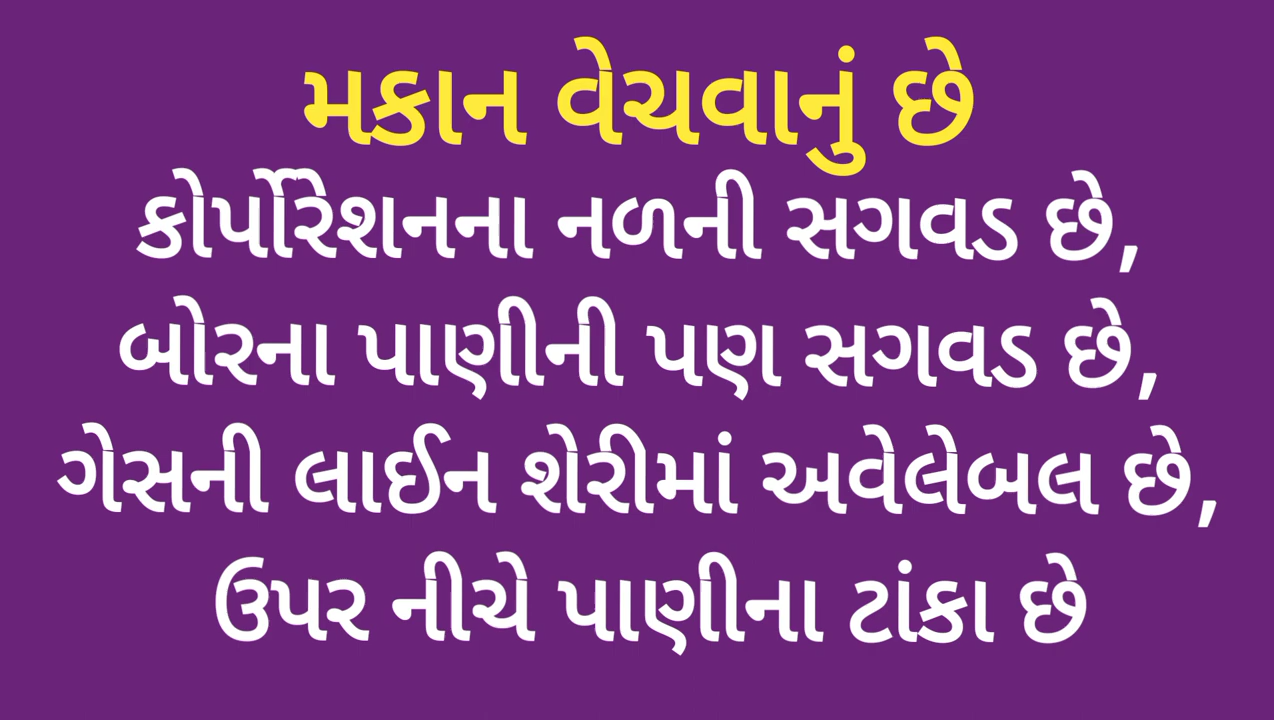 મકાન વેચવાનું છે
કોર્પોરેશનના નળની સગવડ છે,
બોરના પાણીની પણ સગવડ છે,
ગેસની લાઈન શેરીમાં અવેલેબલ છે,
ઉપર નીચે પાણીના ટાંકા છે